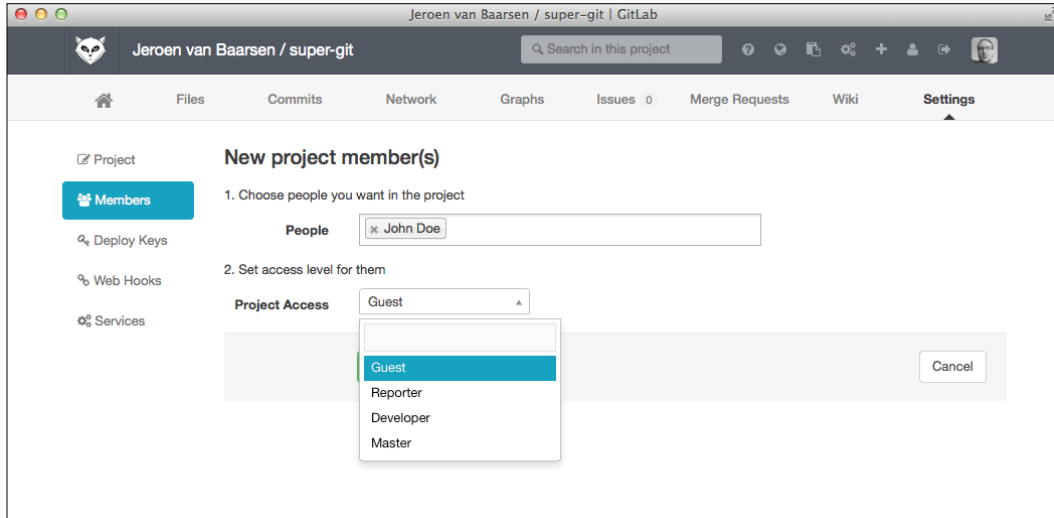 Jeroen van Baarsen / super-git | GitLab
Jeroen van Baarsen / super-git
Search in this project
Files Commits Network Graphs Issues 0 Merge Requests Wiki Settings
Project
Members
Deploy Keys
Web Hooks
Services
New project member(s)
1. Choose people you want in the project
People × John Doe
2. Set access level for them
Project Access Guest
Guest
Reporter
Developer
Master
Cancel